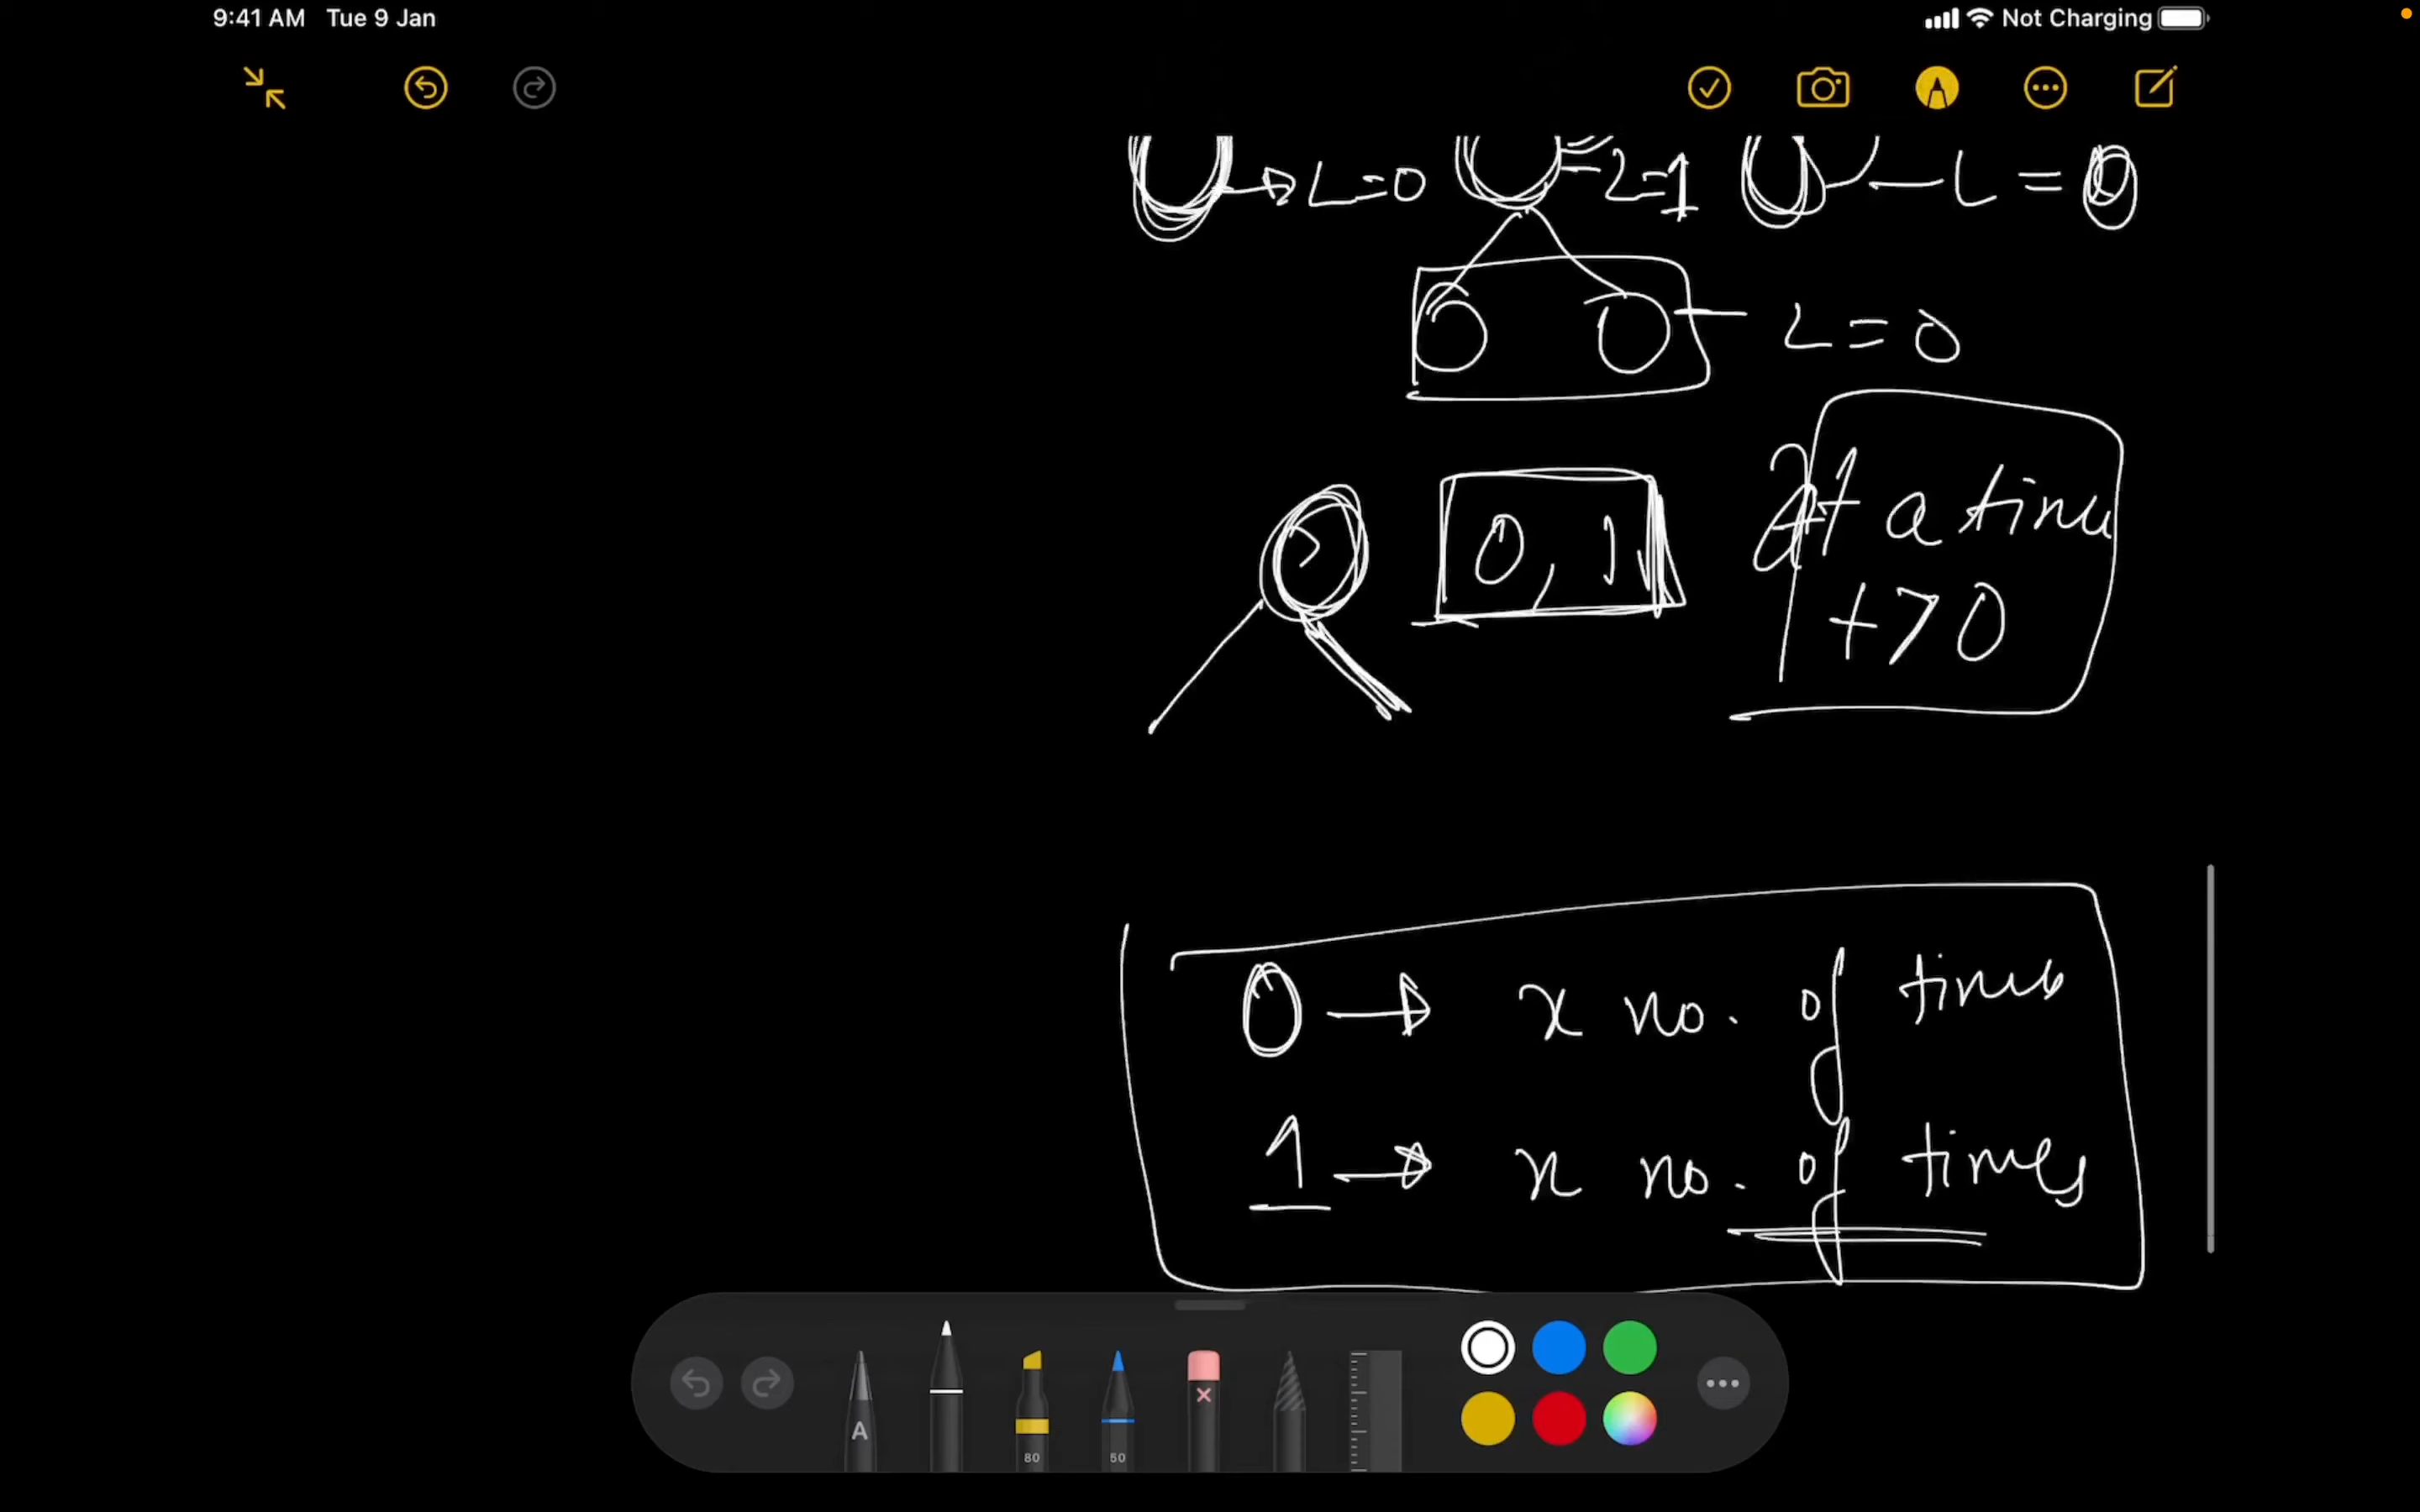 9:41 AM Tue 9 Jan
Not Charging
L=0 L=1 L=0
L=0
0,1
At a time
t>0
0 → x no. of times
1 → x no. of times
A
80
50